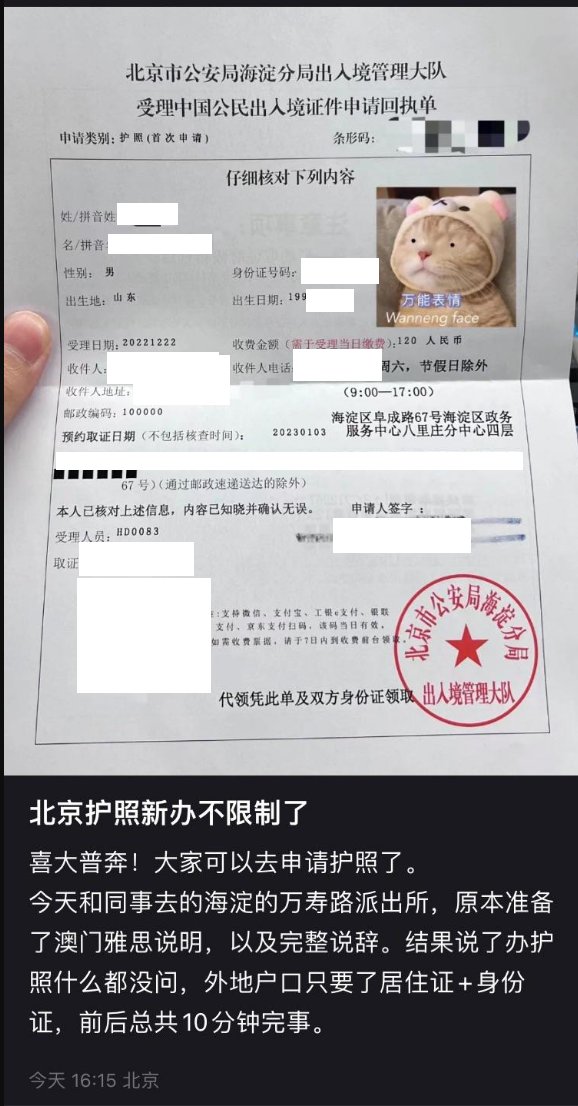 北京市公安局海淀分局出入境管理大队
受理中国公民出入境证件申请回执单
申请类别: 护照(首次申请) 条形码:
仔细核对下列内容
姓/拼音姓
名/拼音
性别: 男 身份证号码:
出生地: 山东 出生日期: 199
万能表情
Wanneng face
受理日期: 20221222 收费金额(需于受理当日缴费): 120 人民币
收件人: 收件人电话: 周六，节假日除外
收件人地址: (9:00—17:00)
邮政编码: 100000
海淀区阜成路67号海淀区政务
预约取证日期（不包括核查时间）: 20230103 服务中心八里庄分中心四层
67号)(通过邮政速递送达的除外)
本人已核对上述信息，内容已知晓并确认无误。 申请人签字：
受理人员: HD0083
取证
:支持微信、支付宝、工银e支付、银联
支付、京东支付扫码。该码当日有效。
如需收费票据，请于7日内到收费前台领取。
代领凭此单及双方身份证领取
北京市公安局海淀分局
出入境管理大队
北京护照新办不限制了
喜大普奔！大家可以去申请护照了。
今天和同事去的海淀的万寿路派出所，原本准备
了澳门雅思说明，以及完整说辞。结果说了办护
照什么都没问，外地户口只要了居住证+身份
证，前后总共10分钟完事。
今天 16:15 北京